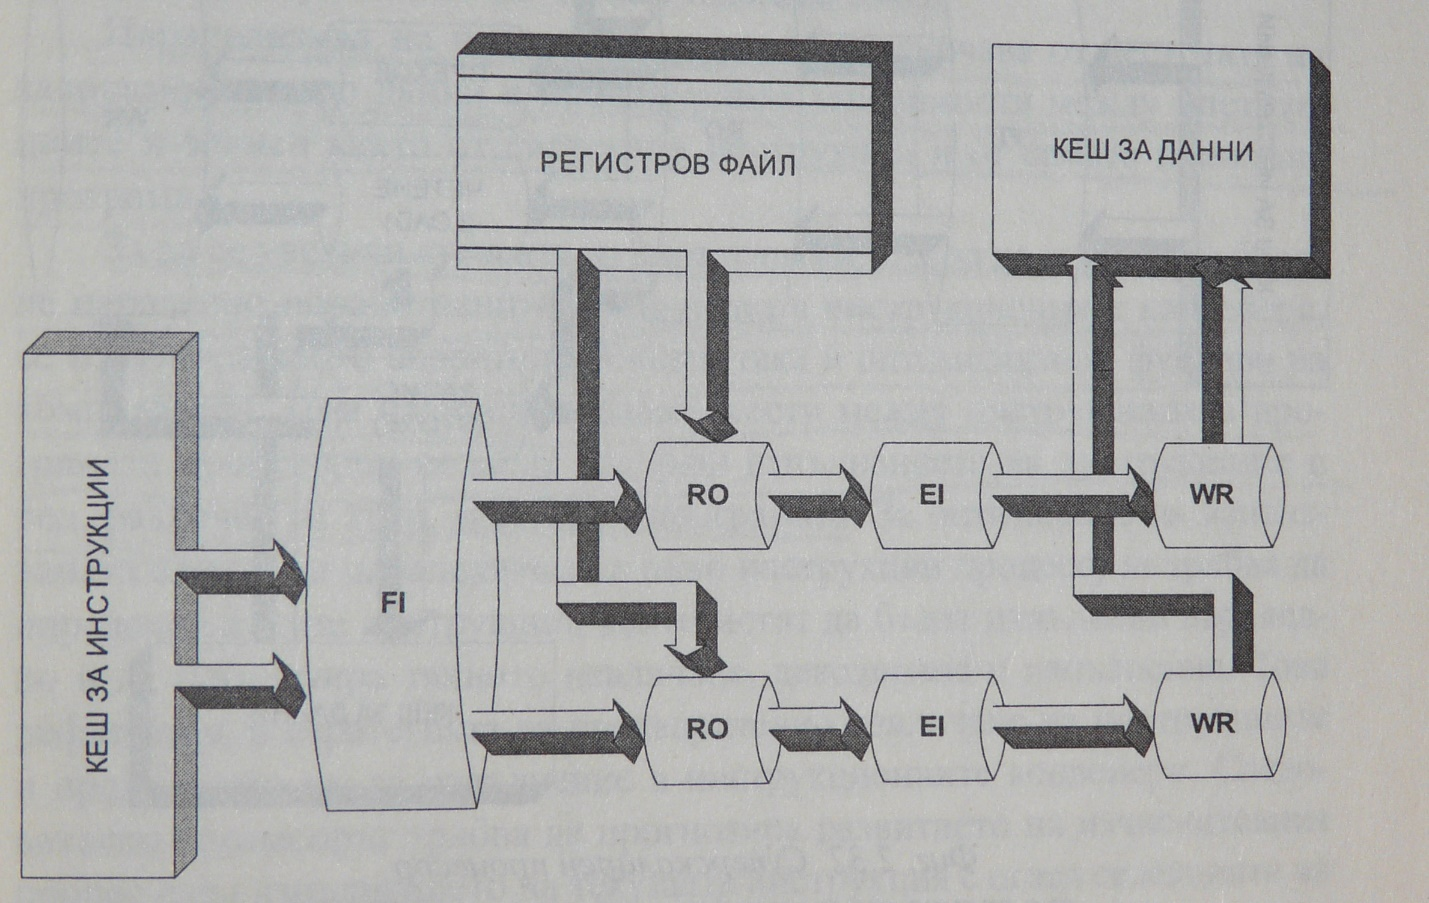 РЕГИСТРОВ ФАЙЛ
КЕШ ЗА ДАННИ
КЕШ ЗА ИНСТРУКЦИИ
FI
RO
EI
WR
RO
EI
WR